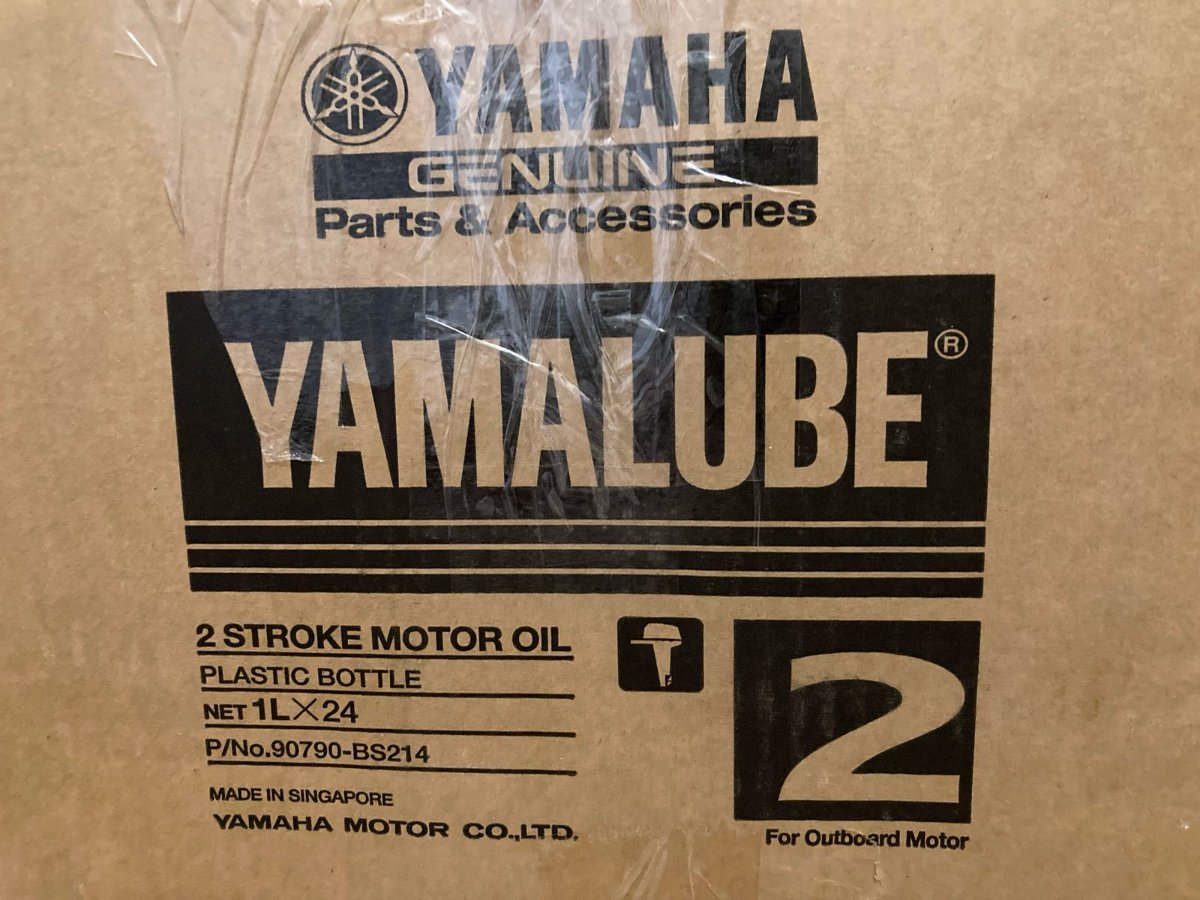 YAMAHA
GENUINE
Parts & Accessories
YAMALUBE®
2 STROKE MOTOR OIL
PLASTIC BOTTLE
NET 1L×24
P/No.90790-BS214
MADE IN SINGAPORE
YAMAHA MOTOR CO.,LTD.
2
For Outboard Motor